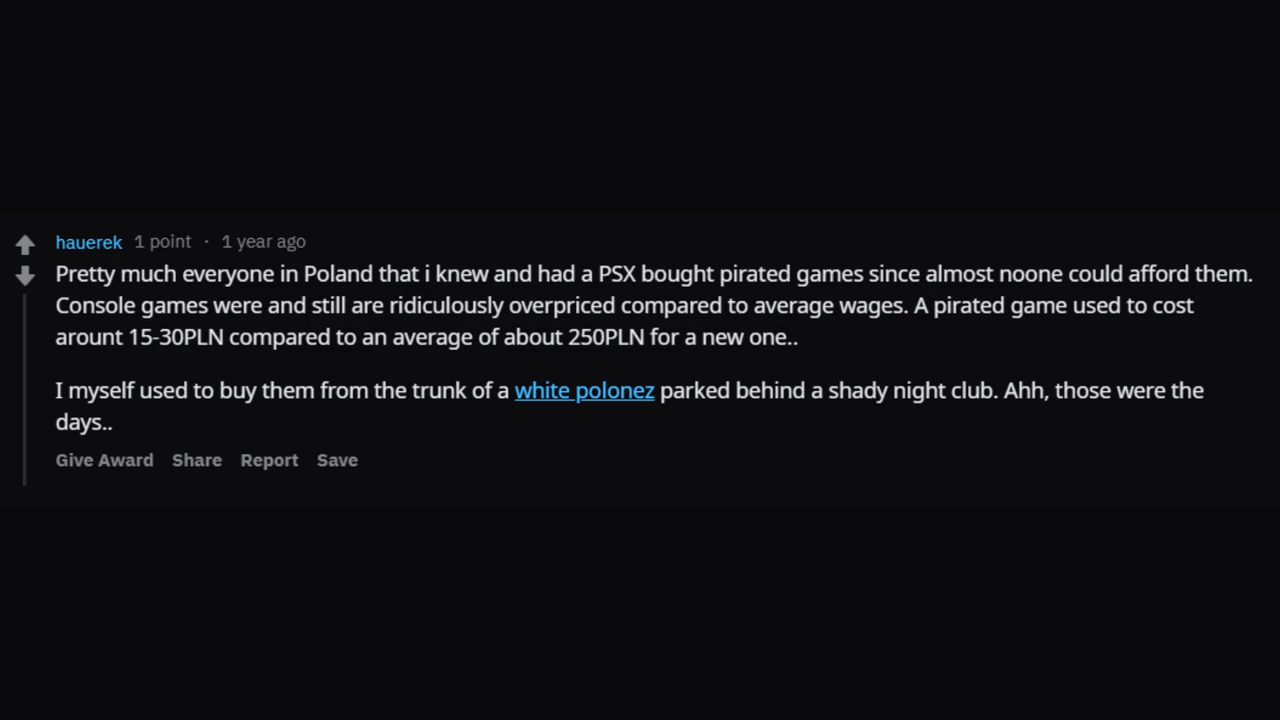 hauerek 1 point · 1 year ago
Pretty much everyone in Poland that i knew and had a PSX bought pirated games since almost noone could afford them.
Console games were and still are ridiculously overpriced compared to average wages. A pirated game used to cost
arount 15-30PLN compared to an average of about 250PLN for a new one..
I myself used to buy them from the trunk of a white polonez parked behind a shady night club. Ahh, those were the
days..
Give Award Share Report Save